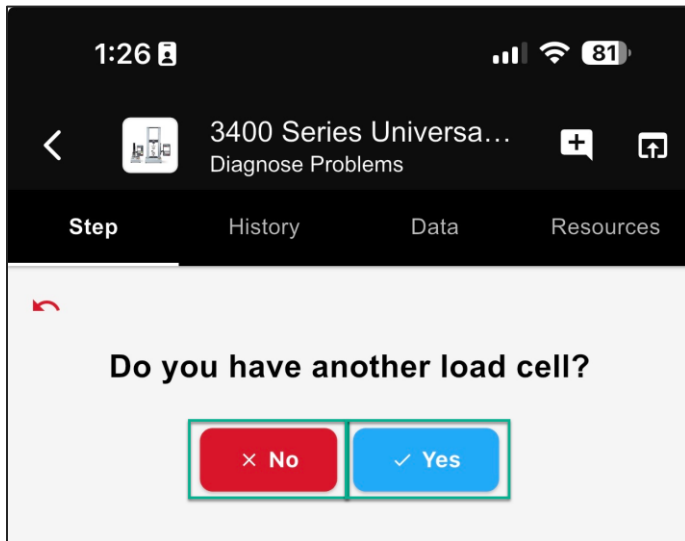 1:26 81
3400 Series Universa...
Diagnose Problems
Step History Data Resources
Do you have another load cell?
No Yes